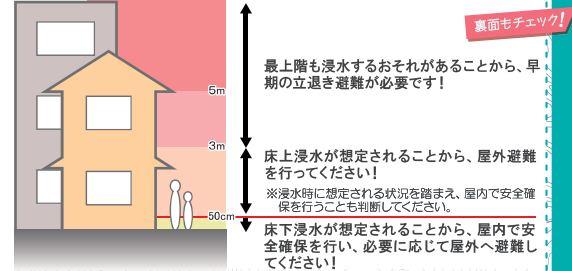 裏面もチェック!
最上階も浸水するおそれがあることから、早
期の立退き避難が必要です!
5m
3m
床上浸水が想定されることから、屋外避難
を行ってください!
※浸水時に想定される状況を踏まえ、屋内で安全確
保を行うことも判断してください。
50cm
床下浸水が想定されることから、屋内で安
全確保を行い、必要に応じて屋外へ避難し
てください!